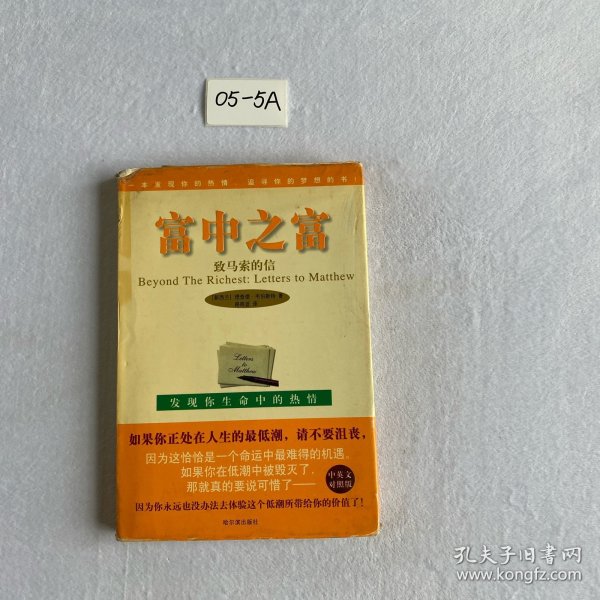 05-5A
一本发现你的热情、追寻你的梦想的书！
富中之富
致马索的信
Beyond The Richest: Letters to Matthew
Letters
to
Matthew
发现你生命中的热情
如果你正处在人生的最低潮，请不要沮丧，
因为这恰恰是一个命运中最难得的机遇。
如果你在低潮中被毁灭了，
那就真的要说可惜了——
中英文
对照版
因为你永远也没办法去体验这个低潮所带给你的价值了！
哈尔滨出版社
孔夫子旧书网
www.kongfz.com